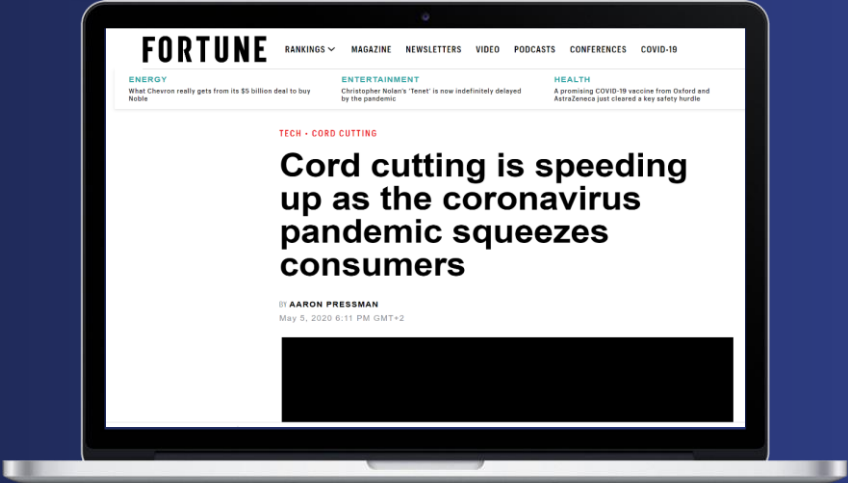 FORTUNE
RANKINGS MAGAZINE NEWSLETTERS VIDEO PODCASTS CONFERENCES COVID-19
ENERGY
What Chevron really gets from its $5 billion deal to buy
Noble
ENTERTAINMENT
Christopher Nolan's 'Tenet' is now indefinitely delayed
by the pandemic
HEALTH
A promising COVID-19 vaccine from Oxford and
AstraZeneca just cleared a key safety hurdle
TECH • CORD CUTTING
Cord cutting is speeding
up as the coronavirus
pandemic squeezes
consumers
BY AARON PRESSMAN
May 5, 2020 6:11 PM GMT+2